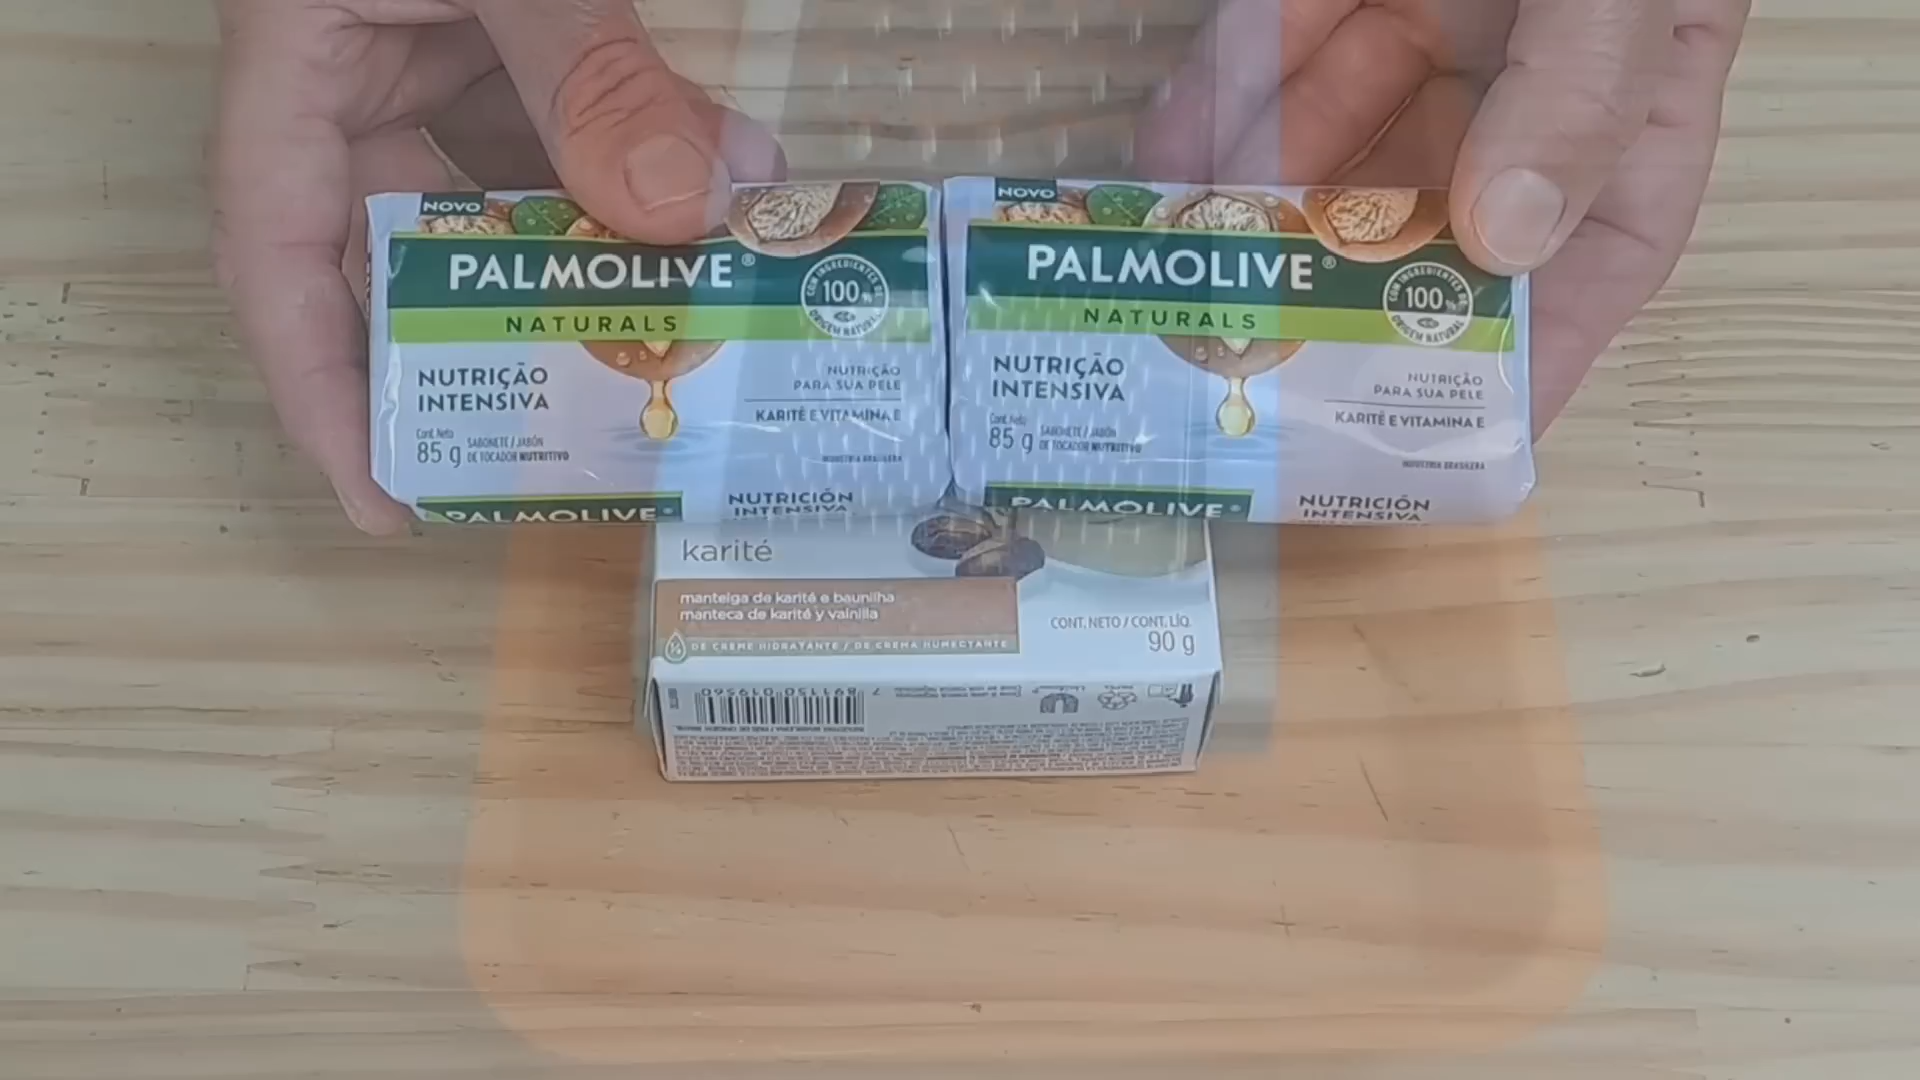 NOVO
PALMOLIVE®
COM INGREDIENTES DE ORIGEM NATURAL
100%
NATURALS
NUTRIÇÃO
INTENSIVA
NUTRIÇÃO
PARA SUA PELE
KARITÉ E VITAMINA E
Cont. Neto
85 g
SABONETE / JABÓN
DE TOCADOR NUTRITIVO
INDÚSTRIA BRASILEIRA
PALMOLIVE®
NUTRICIÓN
INTENSIVA
NOVO
PALMOLIVE®
COM INGREDIENTES DE ORIGEM NATURAL
100%
NATURALS
NUTRIÇÃO
INTENSIVA
NUTRIÇÃO
PARA SUA PELE
KARITÉ E VITAMINA E
Cont. Neto
85 g
SABONETE / JABÓN
DE TOCADOR NUTRITIVO
INDÚSTRIA BRASILEIRA
PALMOLIVE®
NUTRICIÓN
INTENSIVA
karité
manteiga de karité e baunilha
manteca de karité y vainilla
¼ DE CREME HIDRATANTE / DE CREMA HUMECTANTE
CONT. NETO / CONT. LÍQ.
90 g
7 891150 019560